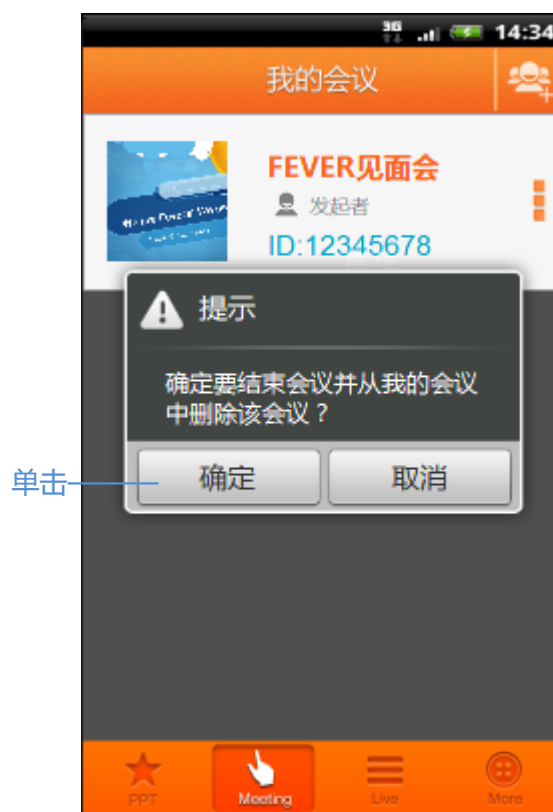 3G 14:34
我的会议
FEVER见面会
发起者
ID:12345678
提示
确定要结束会议并从我的会议
中删除该会议？
单击
确定 取消
PPT Meeting Live More